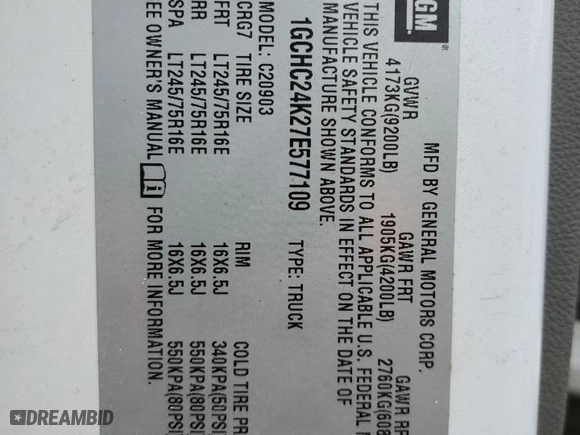 GM ®
MFD BY GENERAL MOTORS CORP.
GVWR GAWR FRT GAWR RR
4173KG(9200LB) 1905KG(4200LB) 2760KG(608
THIS VEHICLE CONFORMS TO ALL APPLICABLE U.S. FEDERAL M
VEHICLE SAFETY STANDARDS IN EFFECT ON THE DATE OF
MANUFACTURE SHOWN ABOVE.
1GCHC24K27E577109 TYPE: TRUCK
MODEL: C20903
CRG7 TIRE SIZE RIM COLD TIRE PR
FRT LT245/75R16E 16X6.5J 340KPA(50PSI
RR LT245/75R16E 16X6.5J 550KPA(80PSI
SPA LT245/75R16E 16X6.5J 550KPA(80PSI
SEE OWNER'S MANUAL i FOR MORE INFORMATION.
DREAMBID